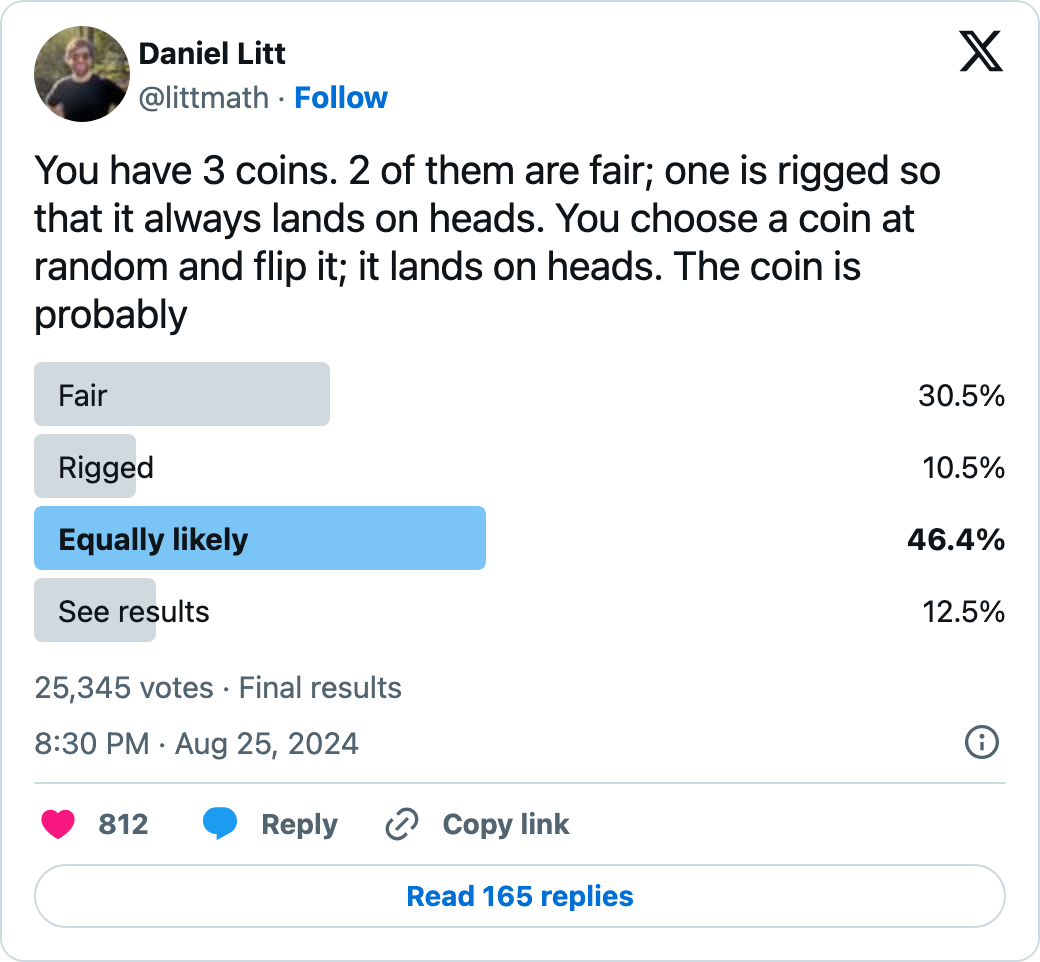 Daniel Litt
@littmath · Follow
You have 3 coins. 2 of them are fair; one is rigged so
that it always lands on heads. You choose a coin at
random and flip it; it lands on heads. The coin is
probably
Fair 30.5%
Rigged 10.5%
Equally likely 46.4%
See results 12.5%
25,345 votes · Final results
8:30 PM · Aug 25, 2024
812 Reply Copy link
Read 165 replies